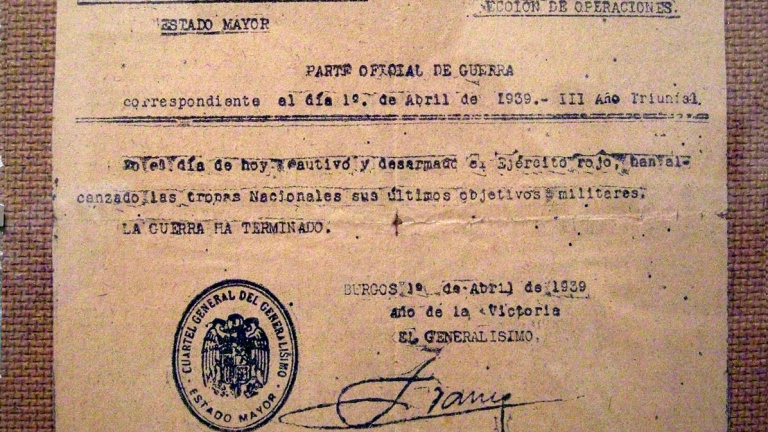 ECCIÓN DE OPERACIONES.
ESTADO MAYOR
PARTE OFICIAL DE GUERRA
correspondiente al día 1º. de Abril de 1939.- III Año Triunfal.
En el día de hoy, cautivo y desarmado el Ejército rojo, han al-
canzado las tropas Nacionales sus últimos objetivos militares.
LA GUERRA HA TERMINADO.
BURGOS 1º de Abril de 1939
Año de la Victoria
EL GENERALISIMO.
CUARTEL GENERAL DEL GENERALÍSIMO
- ESTADO MAYOR -
Franco